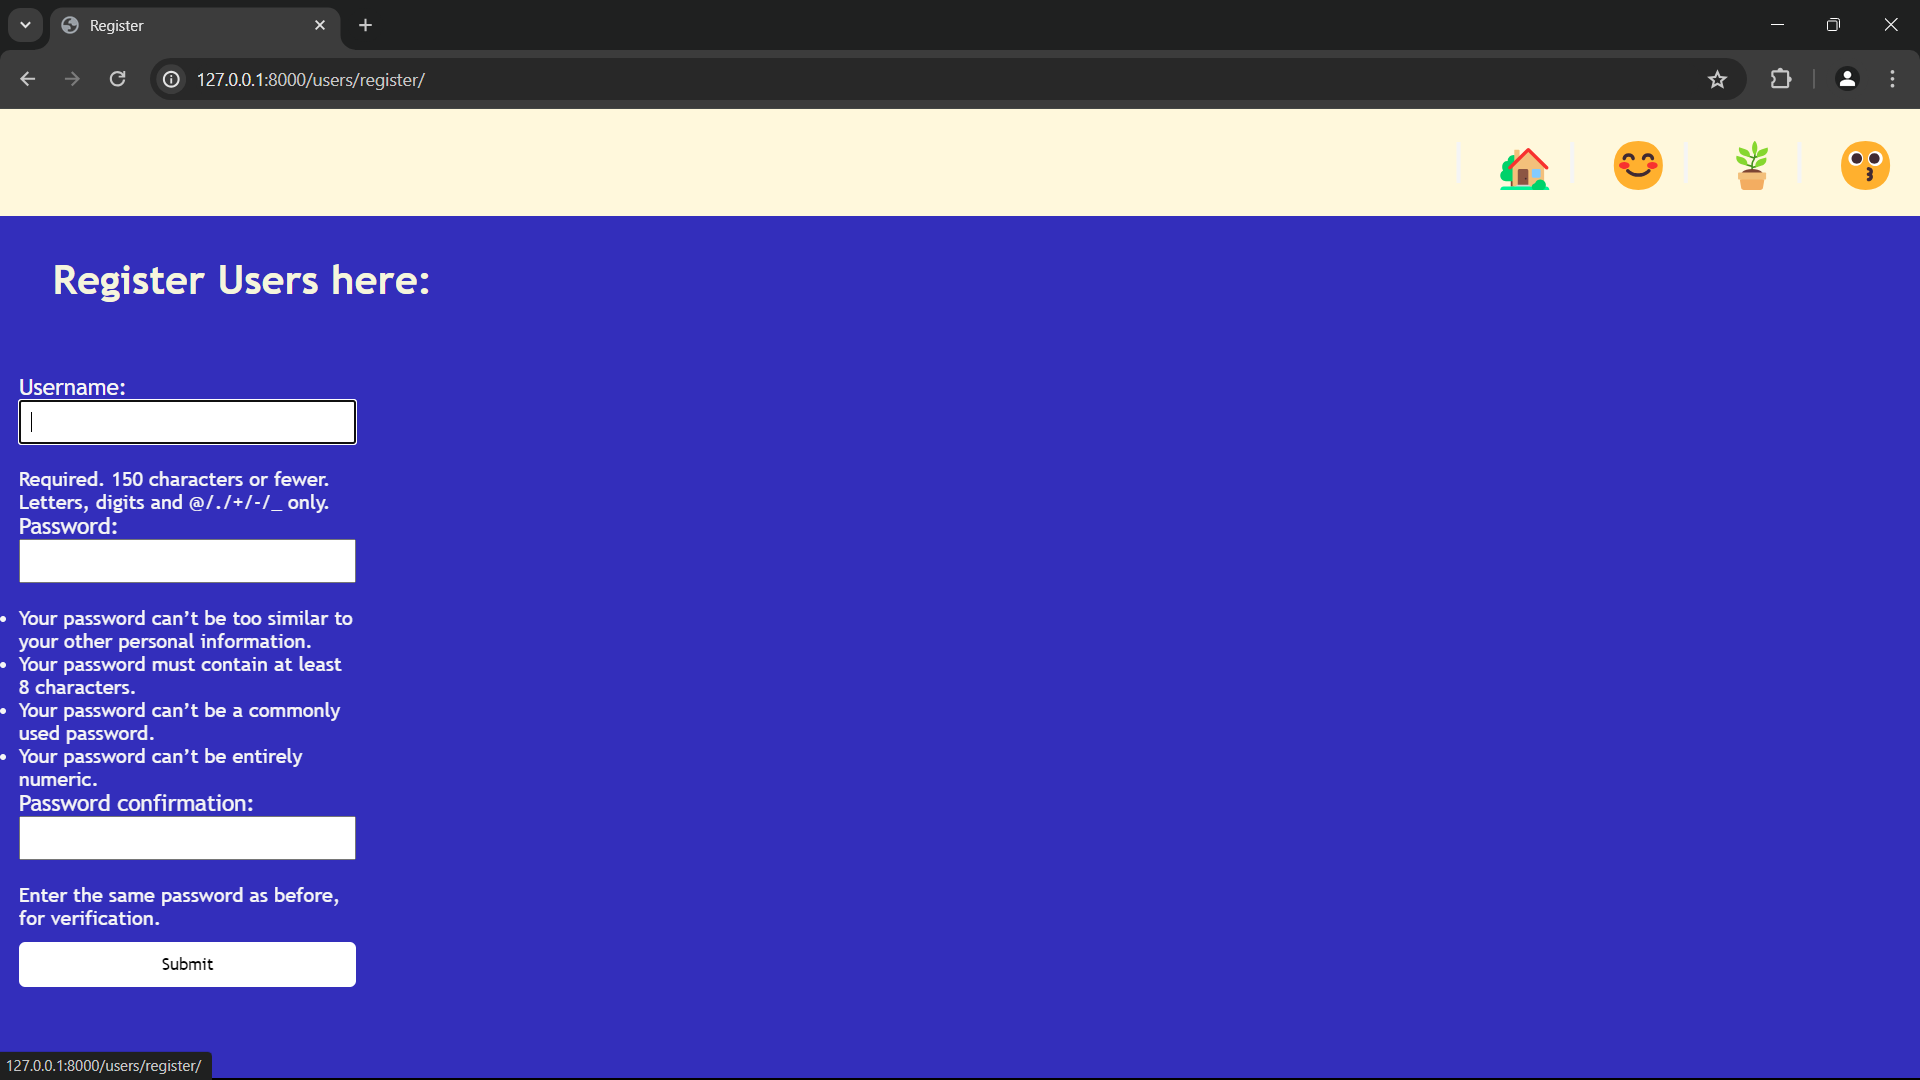 Register
127.0.0.1:8000/users/register/
Register Users here:
Username:
Required. 150 characters or fewer.
Letters, digits and @/./+/-/_ only.
Password:
• Your password can’t be too similar to
your other personal information.
• Your password must contain at least
8 characters.
• Your password can’t be a commonly
used password.
• Your password can’t be entirely
numeric.
Password confirmation:
Enter the same password as before,
for verification.
Submit
127.0.0.1:8000/users/register/